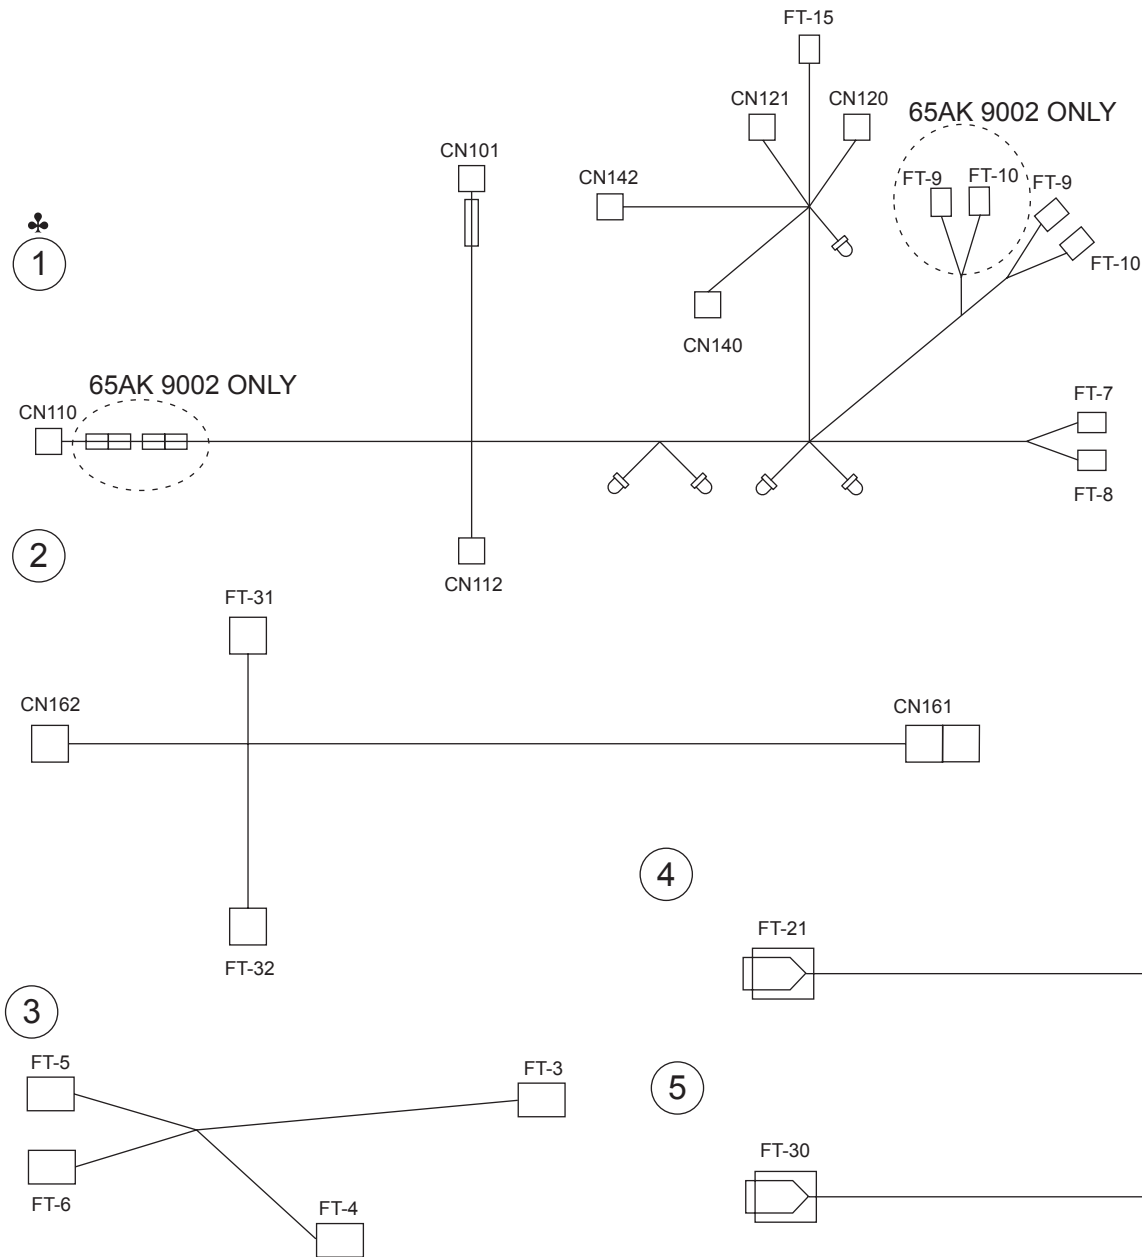 FT-15
CN121
CN120
65AK 9002 ONLY
CN101
CN142
FT-9
FT-10
FT-9
♣
1
FT-10
CN140
65AK 9002 ONLY
CN110
FT-7
FT-8
2
CN112
FT-31
CN162
CN161
4
FT-21
FT-32
3
FT-5
FT-3
5
FT-30
FT-6
FT-4